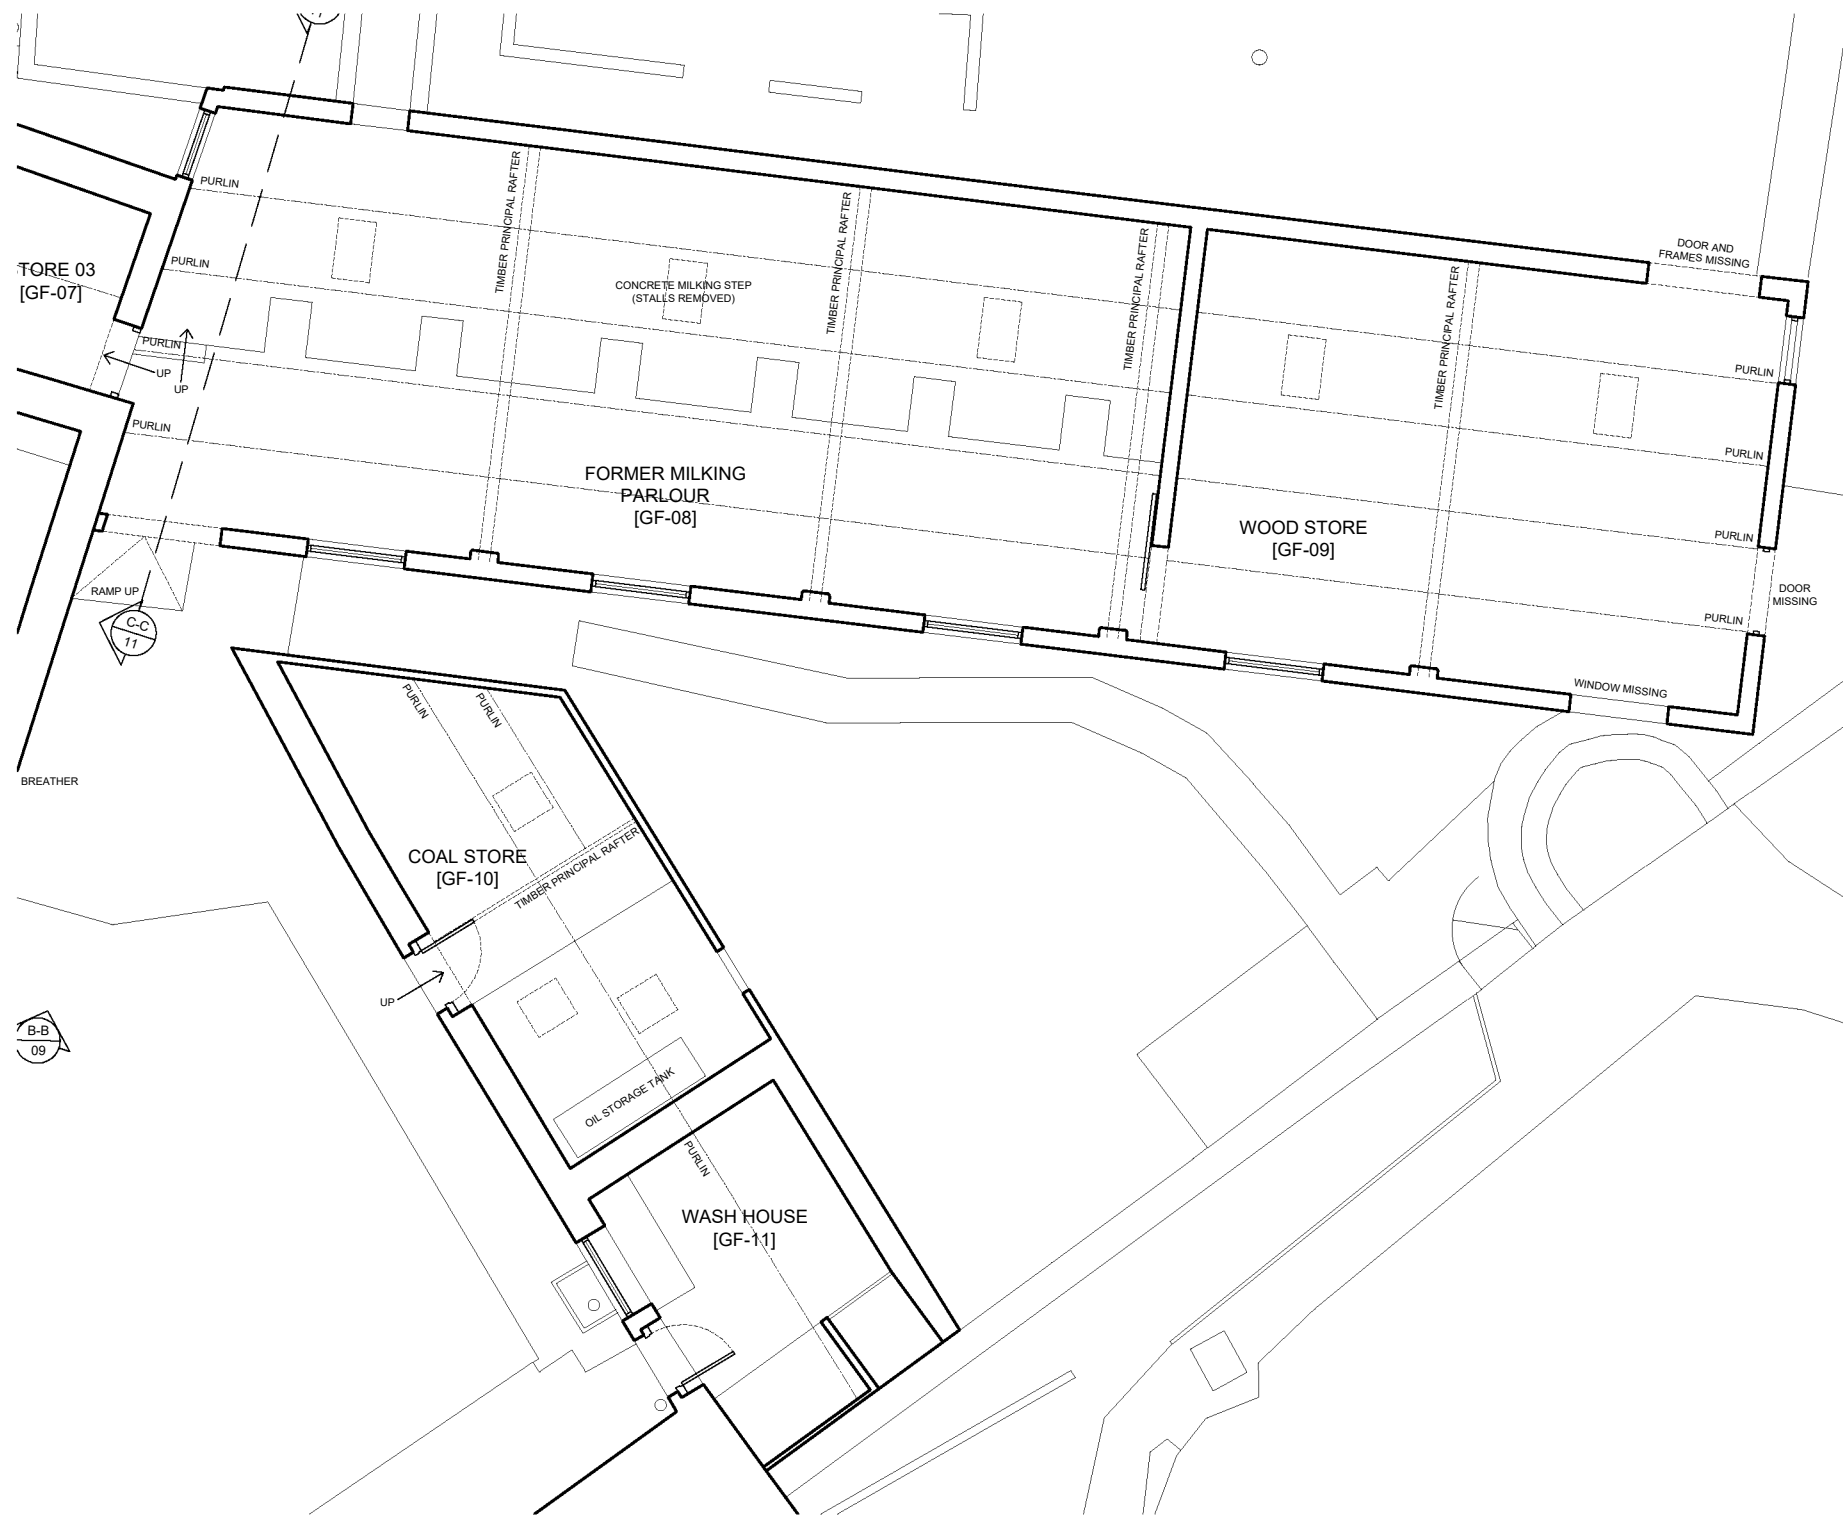 TIMBER PRINCIPAL RAFTER
PURLIN
TIMBER PRINCIPAL RAFTER
TIMBER PRINCIPAL RAFTER
DOOR AND
FRAMES MISSING
TORE 03
[GF-07]
PURLIN
CONCRETE MILKING STEP
(STALLS REMOVED)
TIMBER PRINCIPAL RAFTER
PURLIN
UP
UP
PURLIN
PURLIN
PURLIN
FORMER MILKING
PARLOUR
[GF-08]
WOOD STORE
[GF-09]
PURLIN
RAMP UP
DOOR
MISSING
PURLIN
C-C
11
WINDOW MISSING
PURLIN
PURLIN
BREATHER
COAL STORE
[GF-10]
TIMBER PRINCIPAL RAFTER
UP
B-B
09
OIL STORAGE TANK
PURLIN
WASH HOUSE
[GF-11]